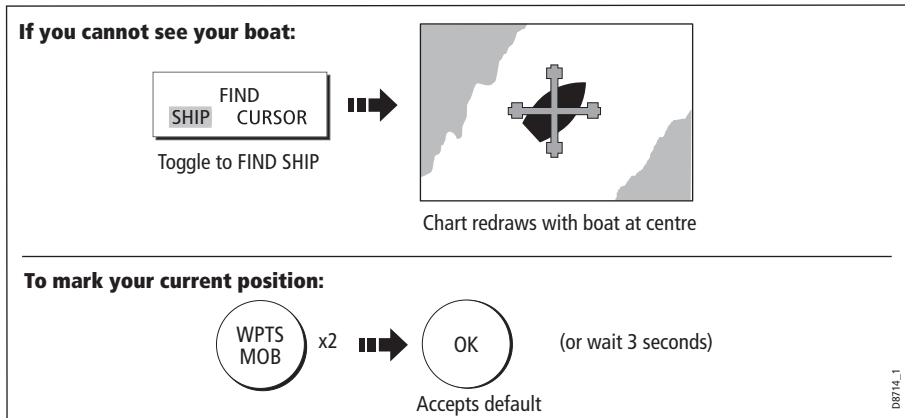 If you cannot see your boat:
FIND
SHIP CURSOR
Toggle to FIND SHIP
Chart redraws with boat at centre
To mark your current position:
WPTS
MOB
x2
OK
(or wait 3 seconds)
Accepts default
D8714_1